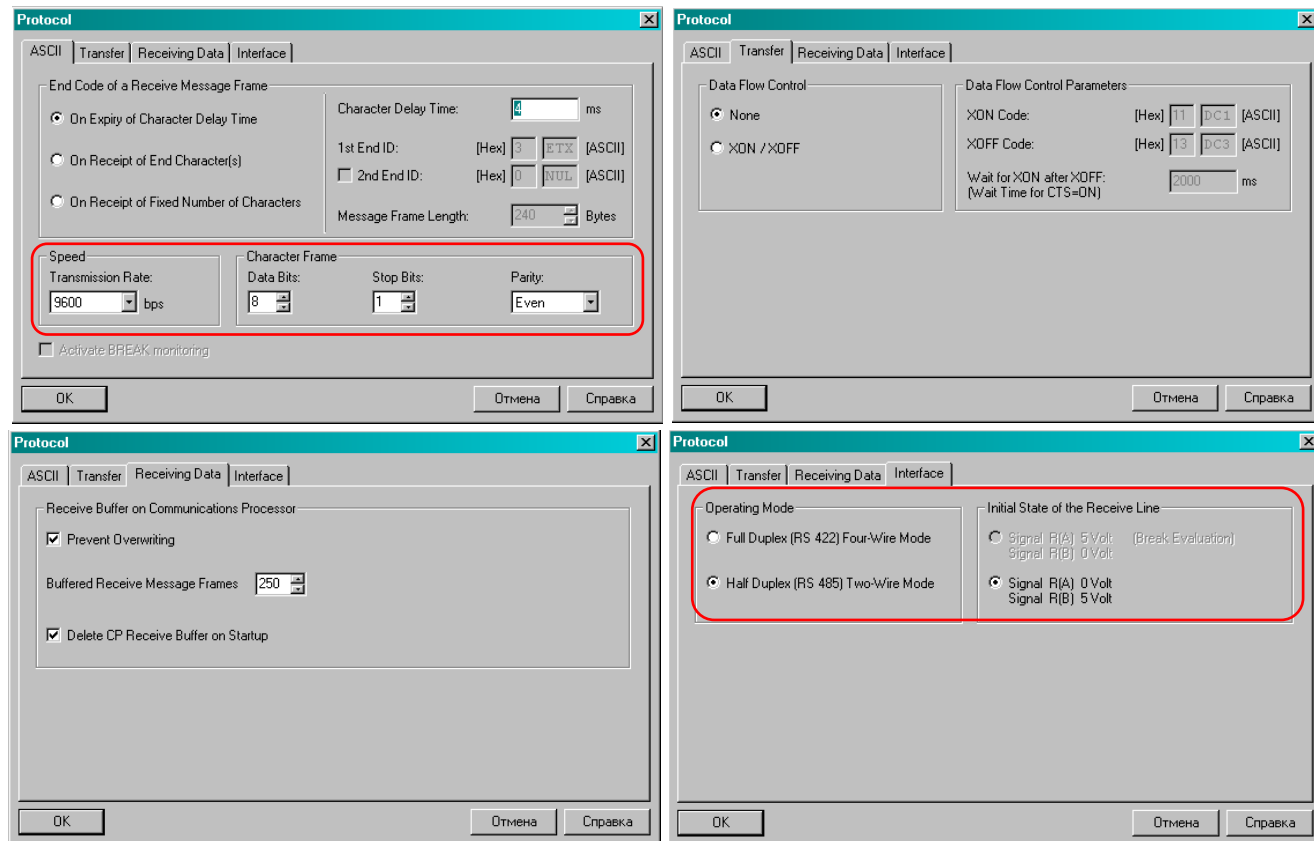 Protocol
ASCII Transfer Receiving Data Interface
End Code of a Receive Message Frame
On Expiry of Character Delay Time
On Receipt of End Character(s)
On Receipt of Fixed Number of Characters
Character Delay Time: 4 ms
1st End ID: [Hex] 3 ETX [ASCII]
2nd End ID: [Hex] 0 NUL [ASCII]
Message Frame Length: 240 Bytes
Speed
Transmission Rate:
9600 bps
Character Frame
Data Bits: Stop Bits: Parity:
8 1 Even
Activate BREAK monitoring
OK Отмена Справка
Protocol
ASCII Transfer Receiving Data Interface
Data Flow Control
None
XON / XOFF
Data Flow Control Parameters
XON Code: [Hex] 11 DC1 [ASCII]
XOFF Code: [Hex] 13 DC3 [ASCII]
Wait for XON after XOFF: 2000 ms
(Wait Time for CTS=ON)
OK Отмена Справка
Protocol
ASCII Transfer Receiving Data Interface
Receive Buffer on Communications Processor
Prevent Overwriting
Buffered Receive Message Frames 250
Delete CP Receive Buffer on Startup
OK Отмена Справка
Protocol
ASCII Transfer Receiving Data Interface
Operating Mode
Full Duplex (RS 422) Four-Wire Mode
Half Duplex (RS 485) Two-Wire Mode
Initial State of the Receive Line
Signal R(A) 5 Volt (Break Evaluation)
Signal R(B) 0 Volt
Signal R(A) 0 Volt
Signal R(B) 5 Volt
OK Отмена Справка